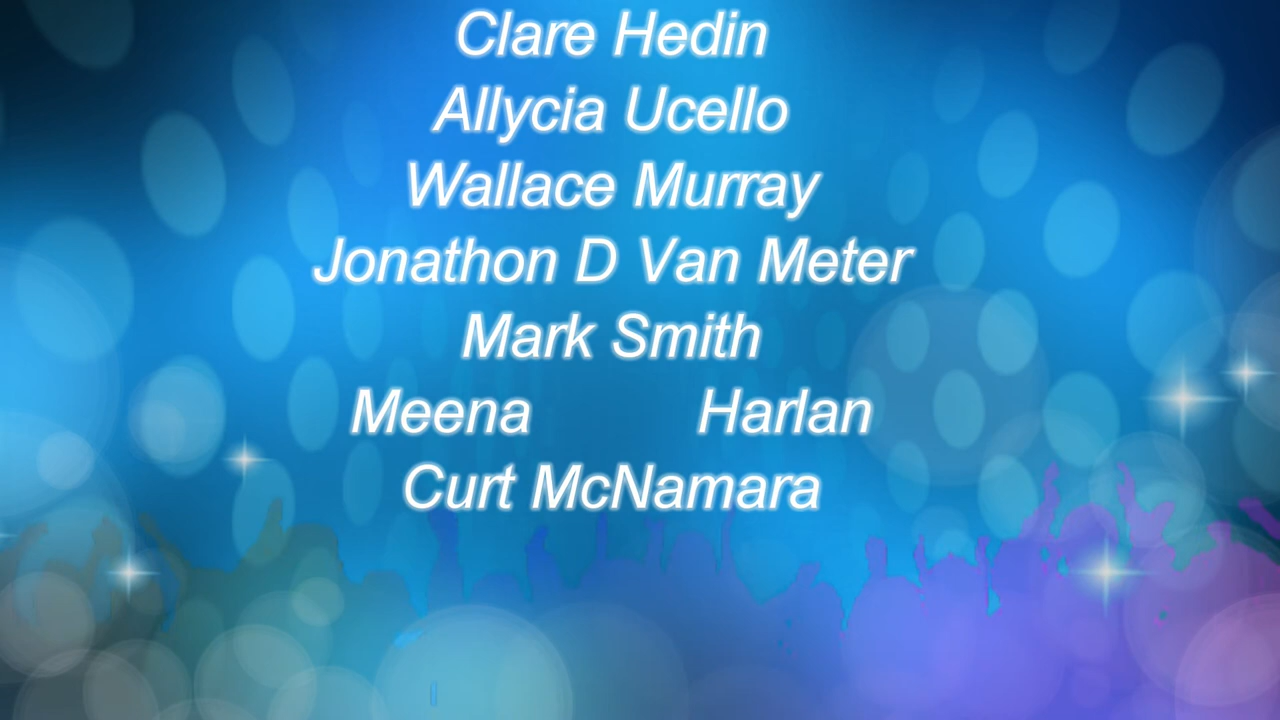 Clare Hedin
Allycia Ucello
Wallace Murray
Jonathon D Van Meter
Mark Smith
Meena Harlan
Curt McNamara